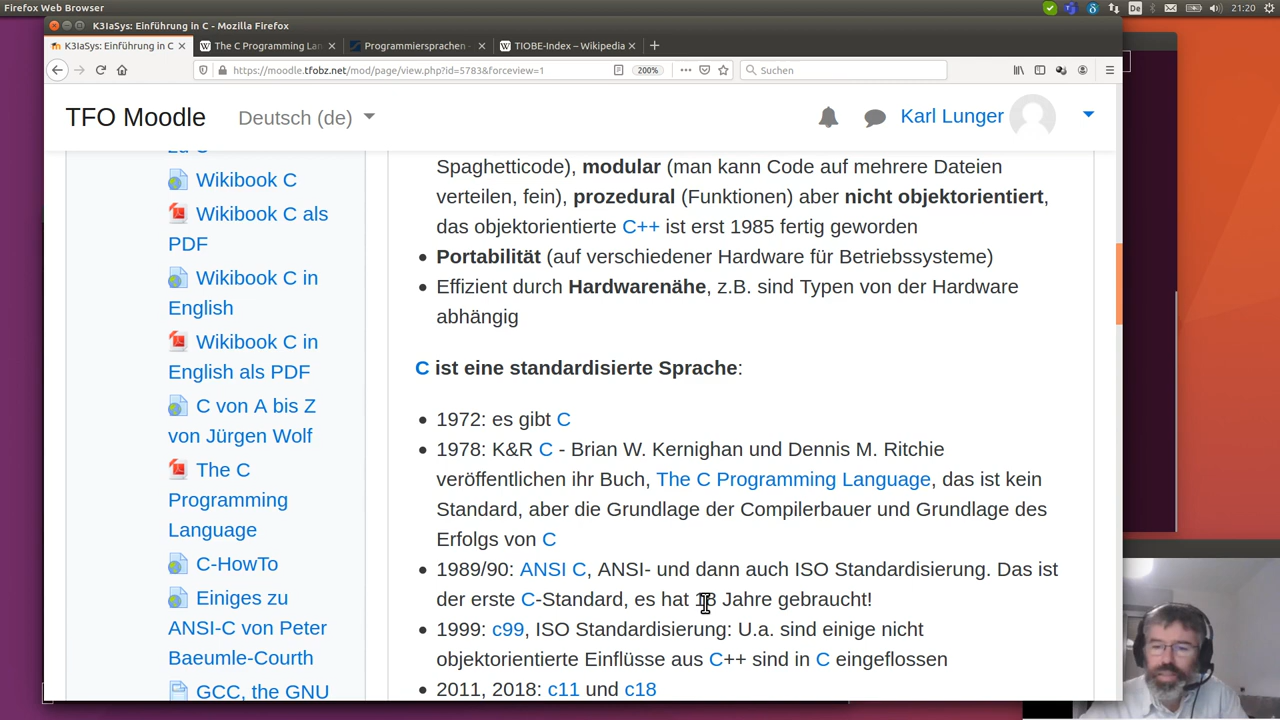 Firefox Web Browser
De
21:20
K3IaSys: Einführung in C - Mozilla Firefox
K3IaSys: Einführung in C
The C Programming Lan
Programmiersprachen -
TIOBE-Index – Wikipedia
https://moodle.tfobz.net/mod/page/view.php?id=5783&forceview=1
200%
Suchen
TFO Moodle
Deutsch (de)
Karl Lunger
zu C
Wikibook C
Wikibook C als
PDF
Wikibook C in
English
Wikibook C in
English als PDF
C von A bis Z
von Jürgen Wolf
The C
Programming
Language
C-HowTo
Einiges zu
ANSI-C von Peter
Baeumle-Courth
GCC, the GNU
Spaghetticode), modular (man kann Code auf mehrere Dateien
verteilen, fein), prozedural (Funktionen) aber nicht objektorientiert,
das objektorientierte C++ ist erst 1985 fertig geworden
Portabilität (auf verschiedener Hardware für Betriebssysteme)
Effizient durch Hardwarenähe, z.B. sind Typen von der Hardware
abhängig
C ist eine standardisierte Sprache:
1972: es gibt C
1978: K&R C - Brian W. Kernighan und Dennis M. Ritchie
veröffentlichen ihr Buch, The C Programming Language, das ist kein
Standard, aber die Grundlage der Compilerbauer und Grundlage des
Erfolgs von C
1989/90: ANSI C, ANSI- und dann auch ISO Standardisierung. Das ist
der erste C-Standard, es hat 18 Jahre gebraucht!
1999: c99, ISO Standardisierung: U.a. sind einige nicht
objektorientierte Einflüsse aus C++ sind in C eingeflossen
2011, 2018: c11 und c18